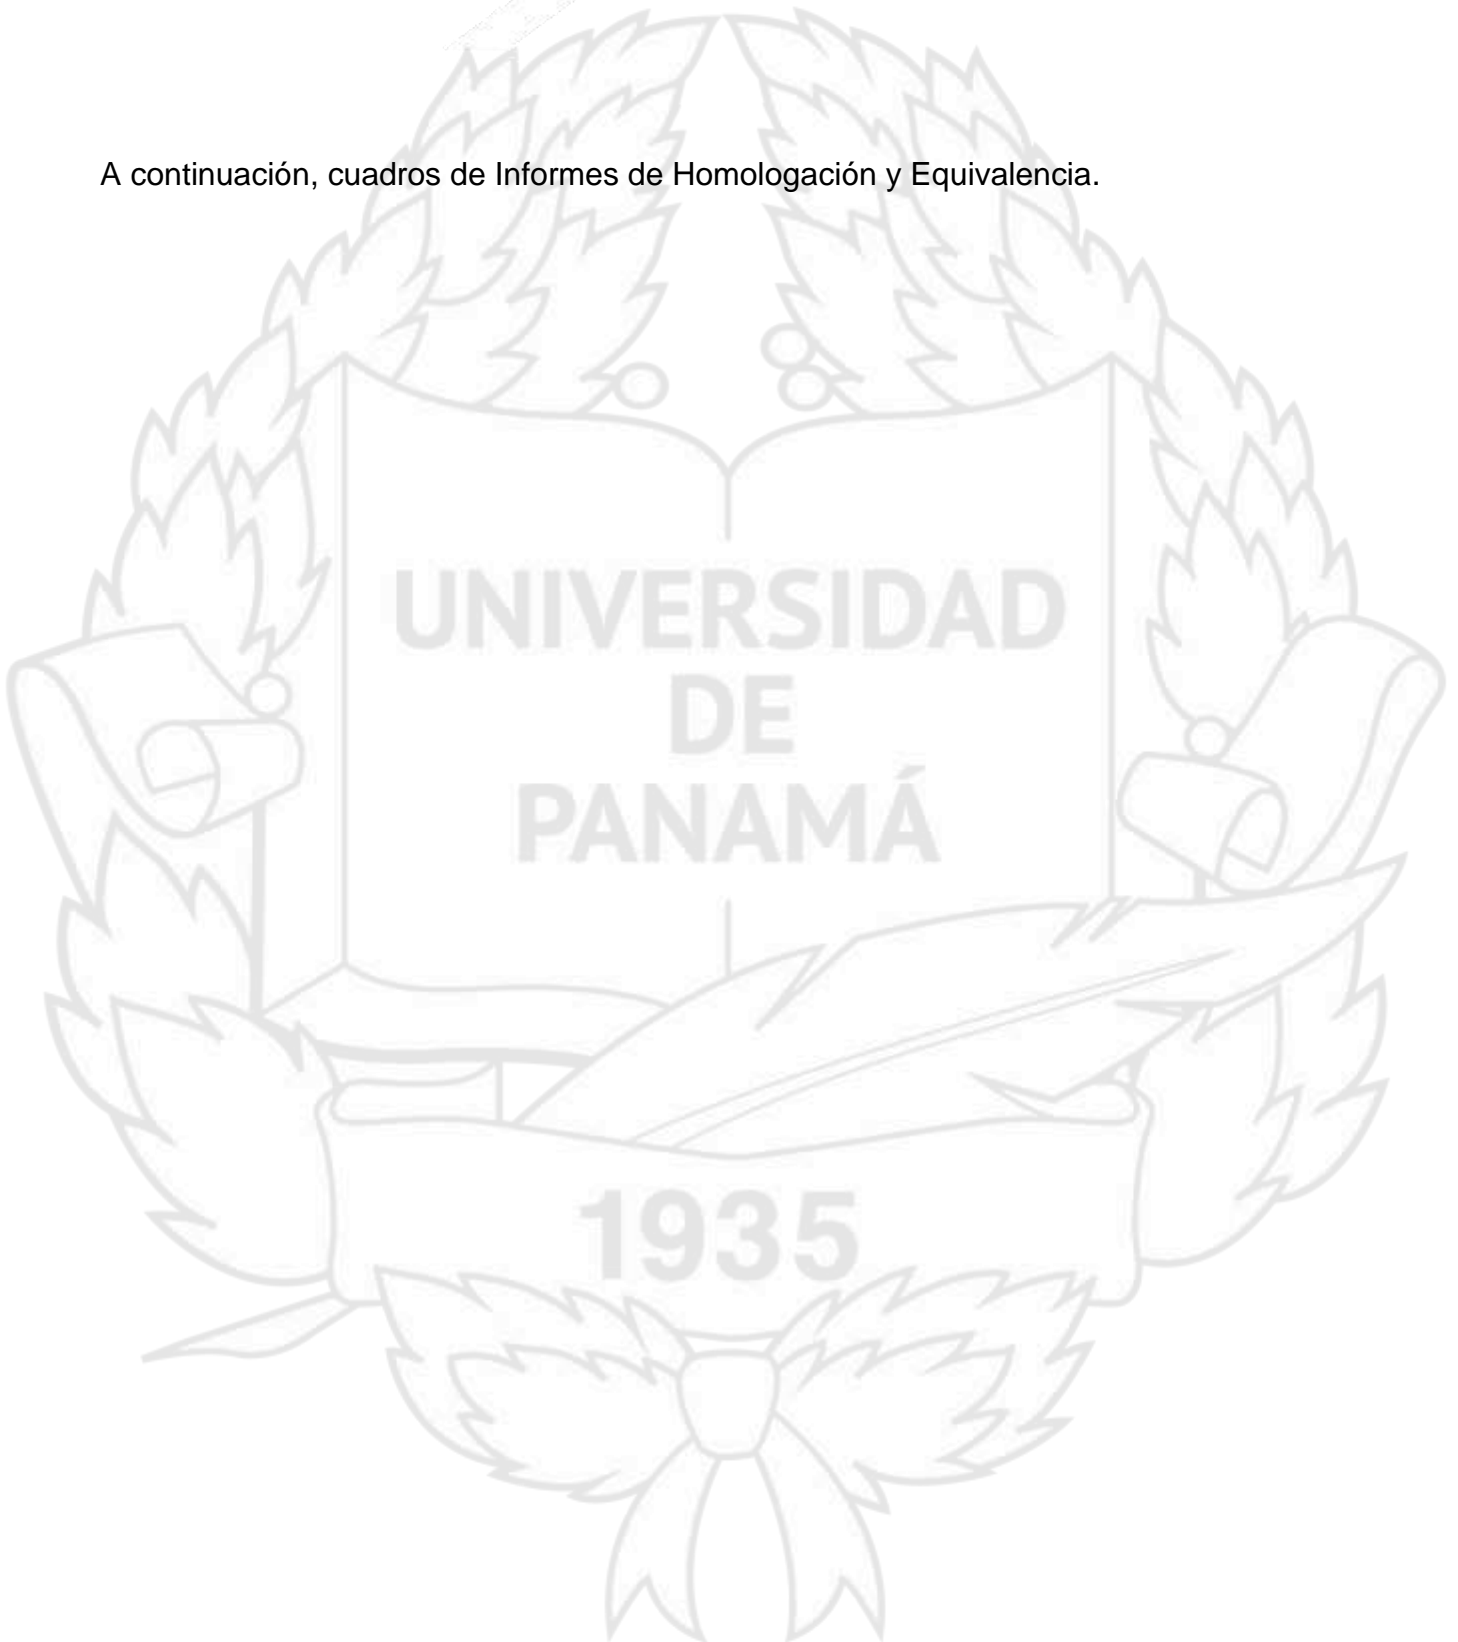 A continuación, cuadros de Informes de Homologación y Equivalencia.
UNIVERSIDAD
DE
PANAMÁ
1935